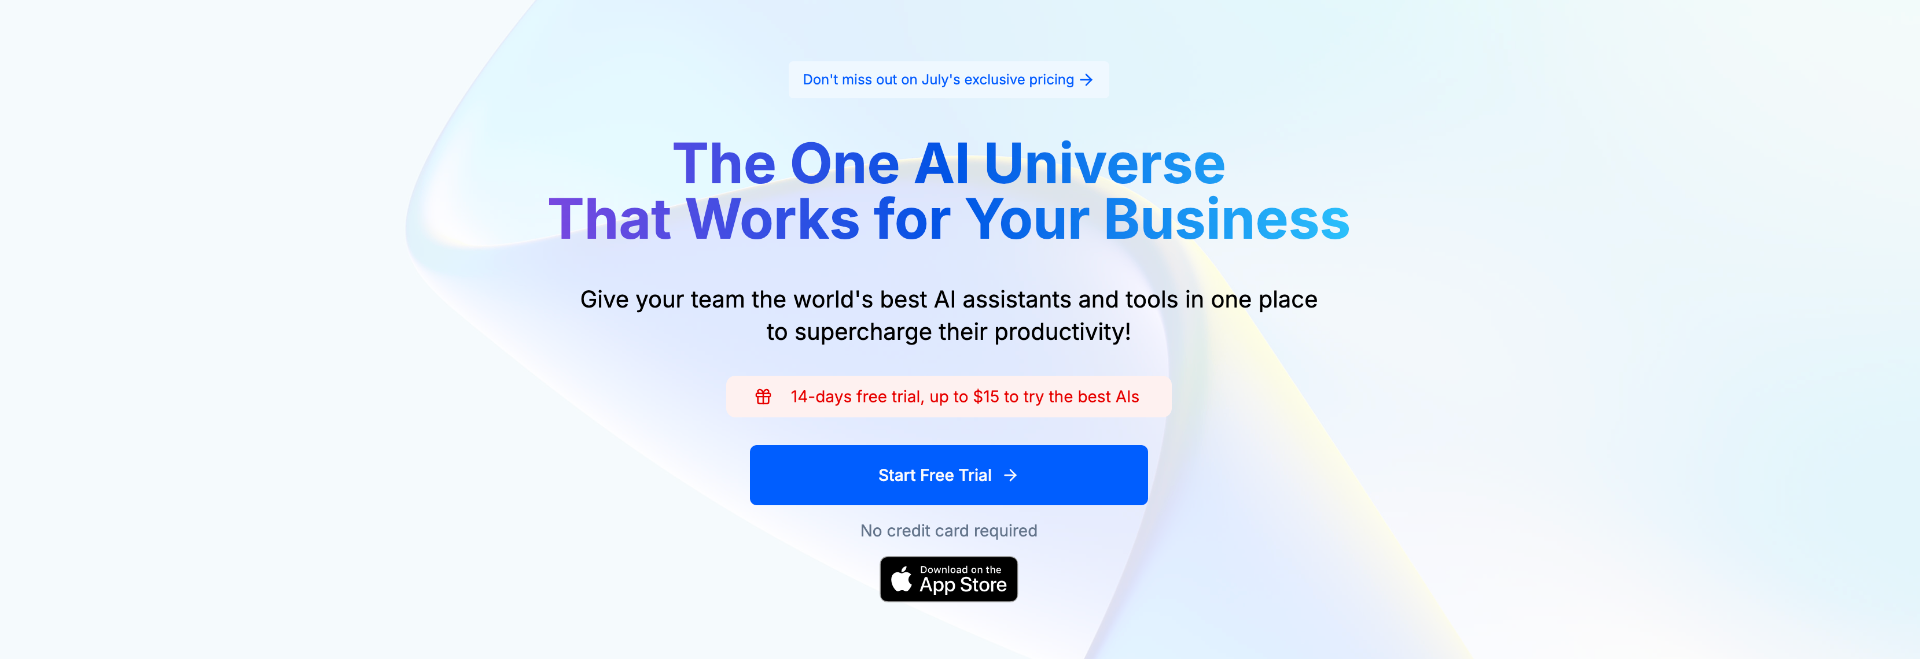 Don't miss out on July's exclusive pricing →
The One AI Universe
That Works for Your Business
Give your team the world's best AI assistants and tools in one place
to supercharge their productivity!
14-days free trial, up to $15 to try the best AIs
Start Free Trial →
No credit card required
Download on the
App Store